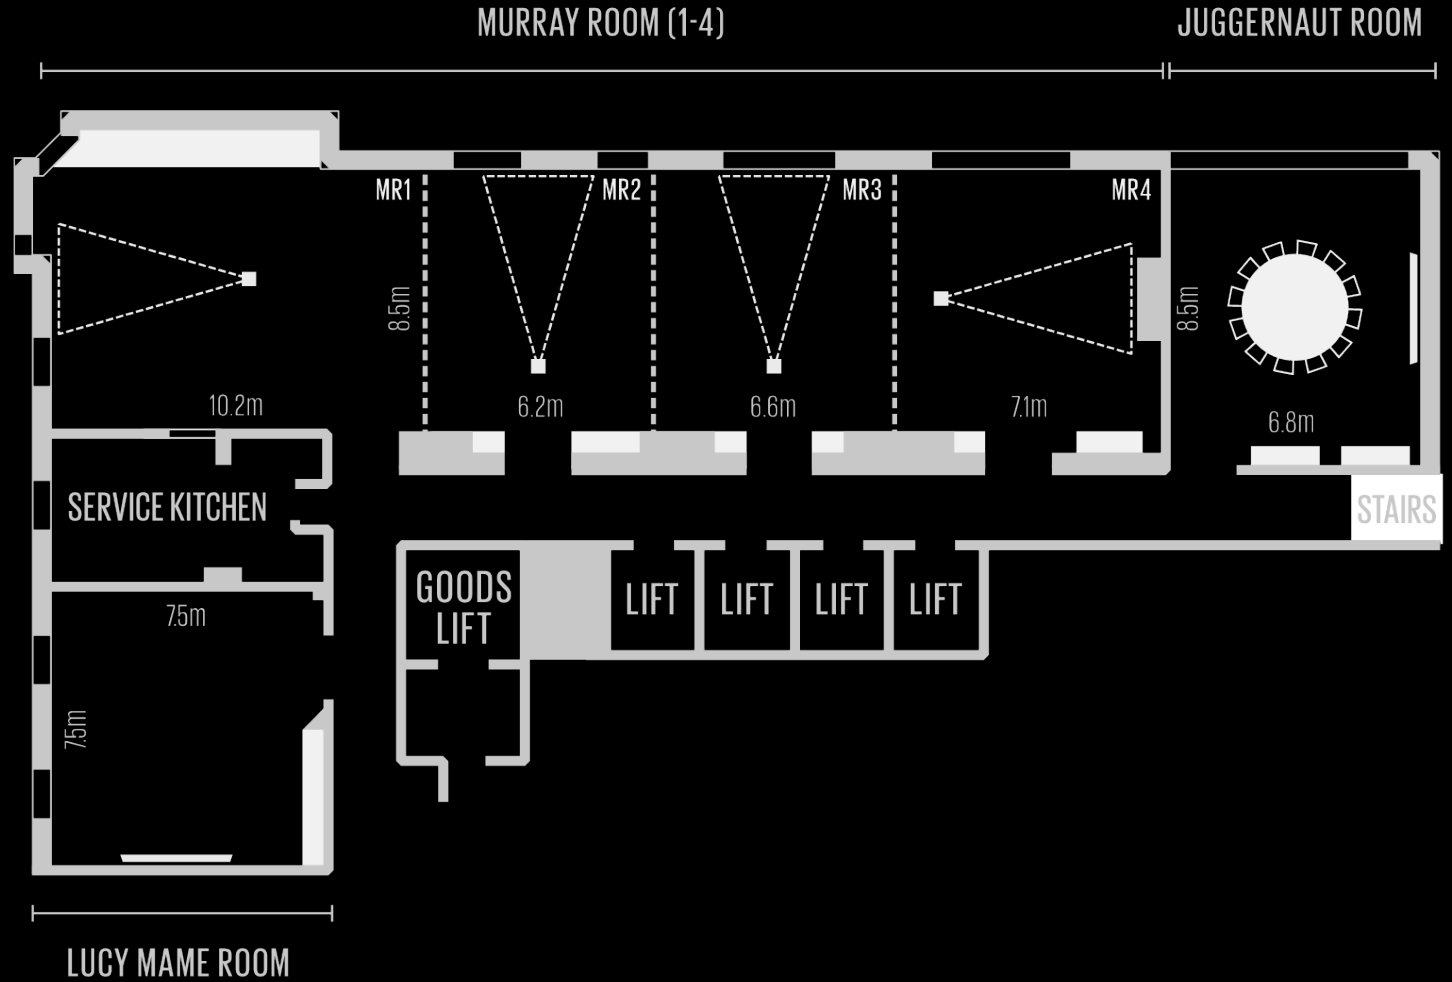 MURRAY ROOM (1-4)
JUGGERNAUT ROOM
MR1
MR2
MR3
MR4
8.5m
8.5m
10.2m
6.2m
6.6m
7.1m
6.8m
SERVICE KITCHEN
STAIRS
GOODS
LIFT
LIFT
LIFT
LIFT
LIFT
7.5m
7.5m
LUCY MAME ROOM